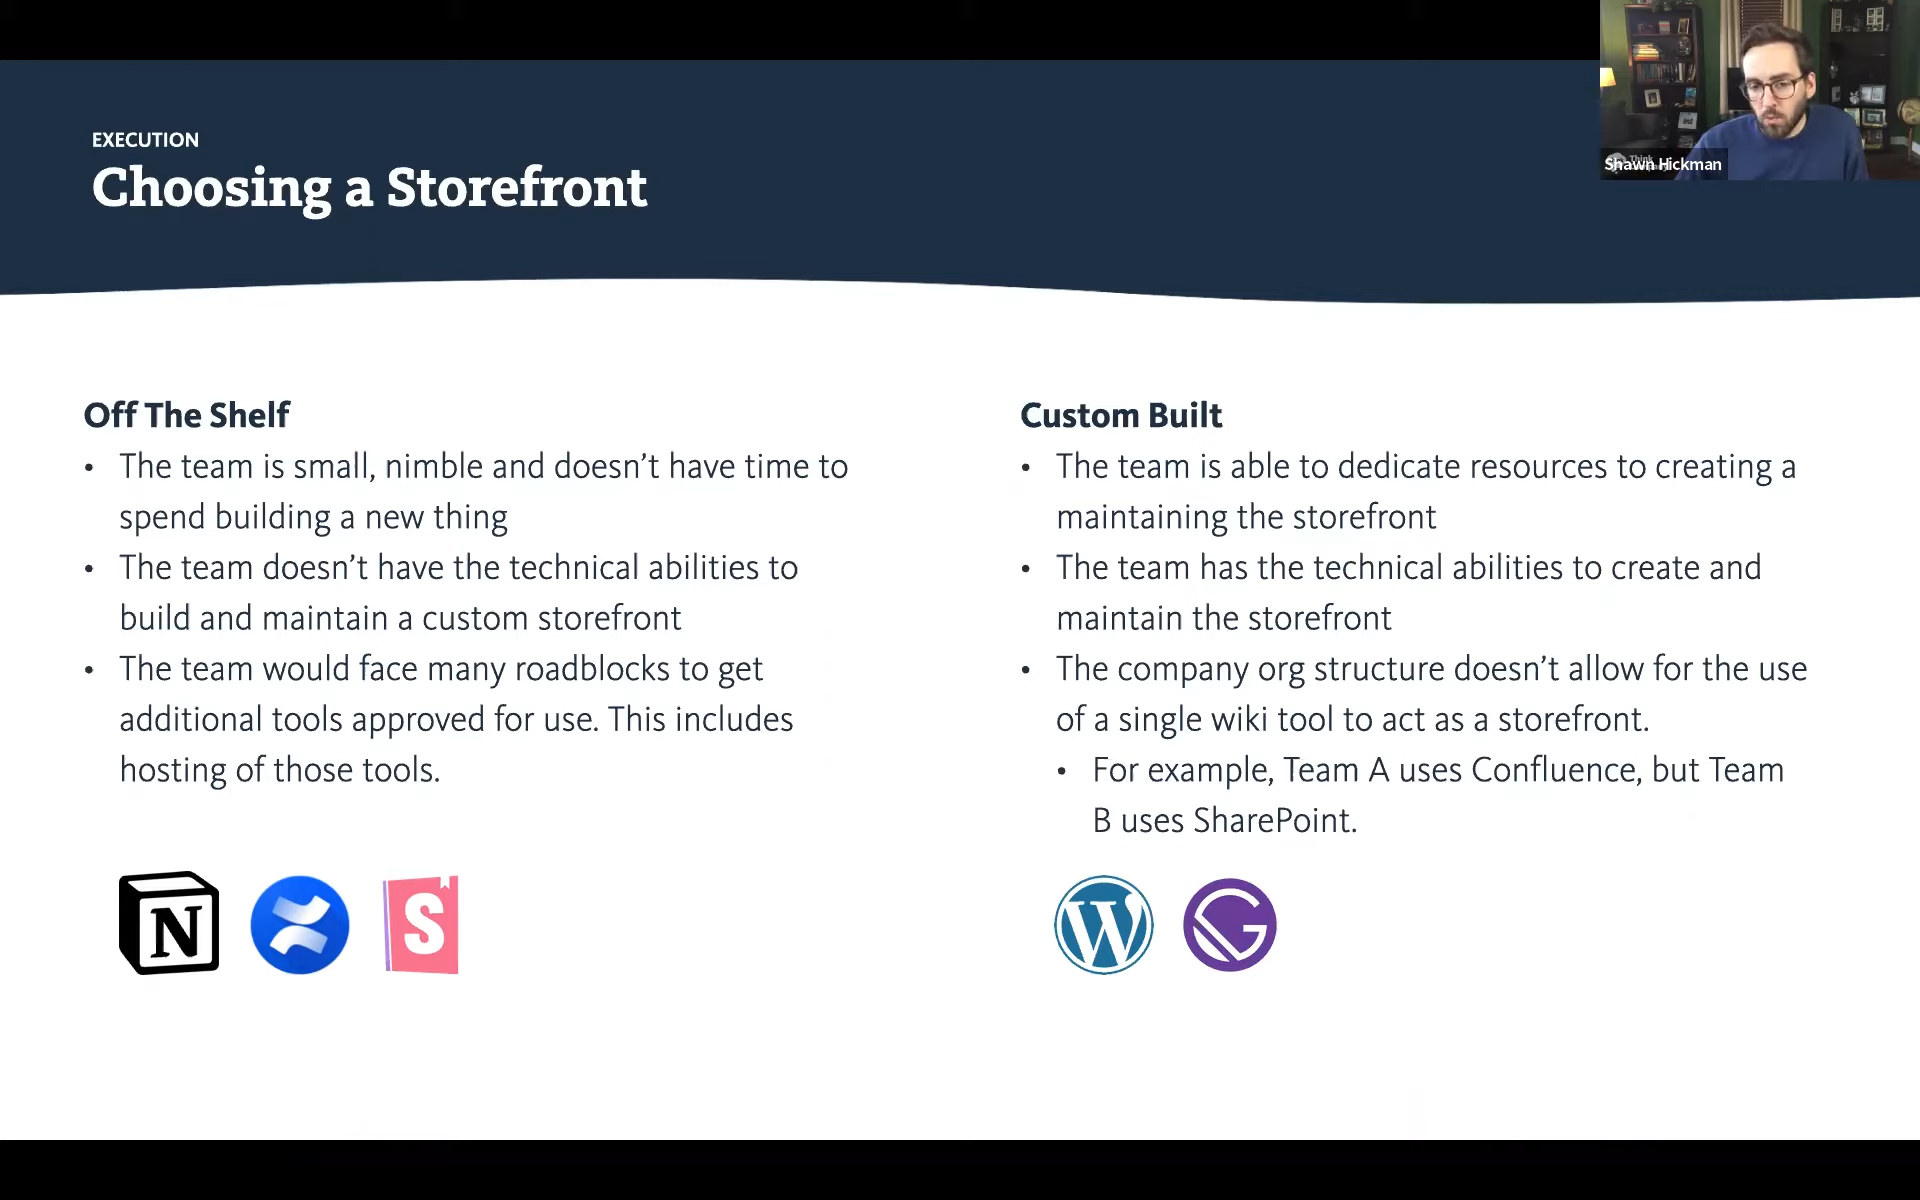 EXECUTION
Choosing a Storefront
Shawn Hickman
Off The Shelf
• The team is small, nimble and doesn’t have time to
spend building a new thing
• The team doesn’t have the technical abilities to
build and maintain a custom storefront
• The team would face many roadblocks to get
additional tools approved for use. This includes
hosting of those tools.
N
S
Custom Built
• The team is able to dedicate resources to creating a
maintaining the storefront
• The team has the technical abilities to create and
maintain the storefront
• The company org structure doesn’t allow for the use
of a single wiki tool to act as a storefront.
• For example, Team A uses Confluence, but Team
B uses SharePoint.
W
G